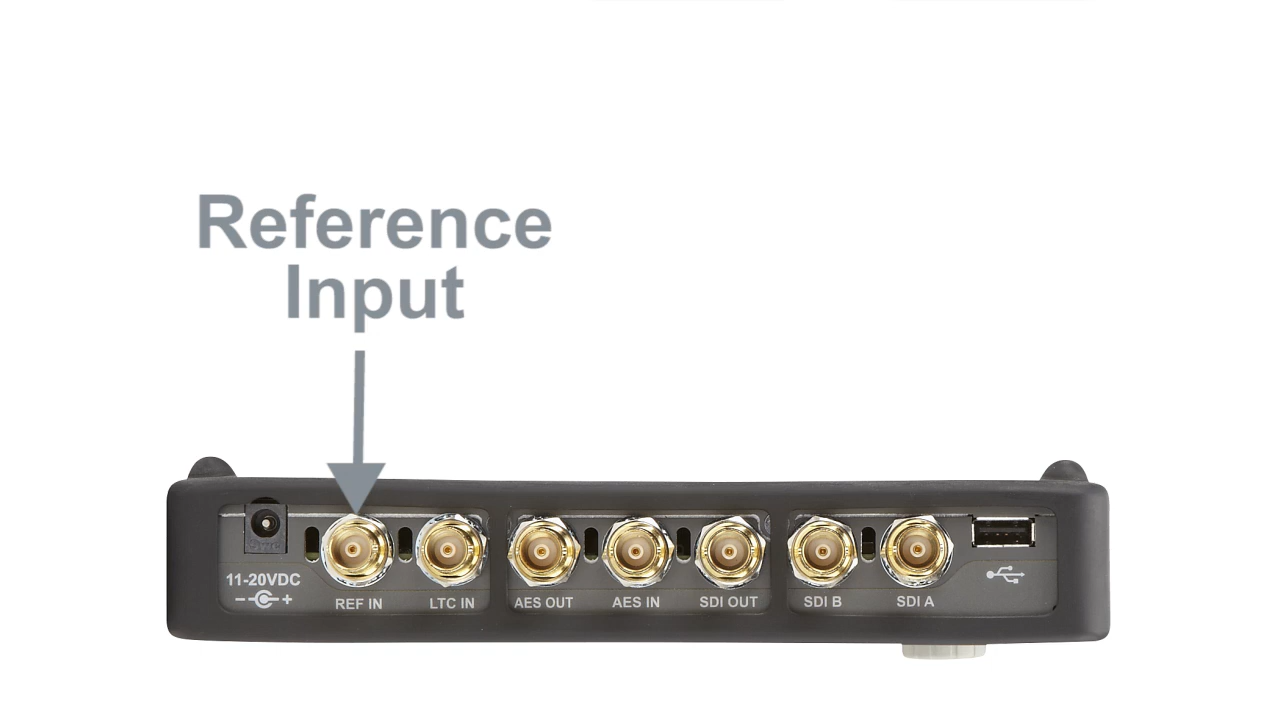 Reference
Input
11-20VDC
REF IN
LTC IN
AES OUT
AES IN
SDI OUT
SDI B
SDI A